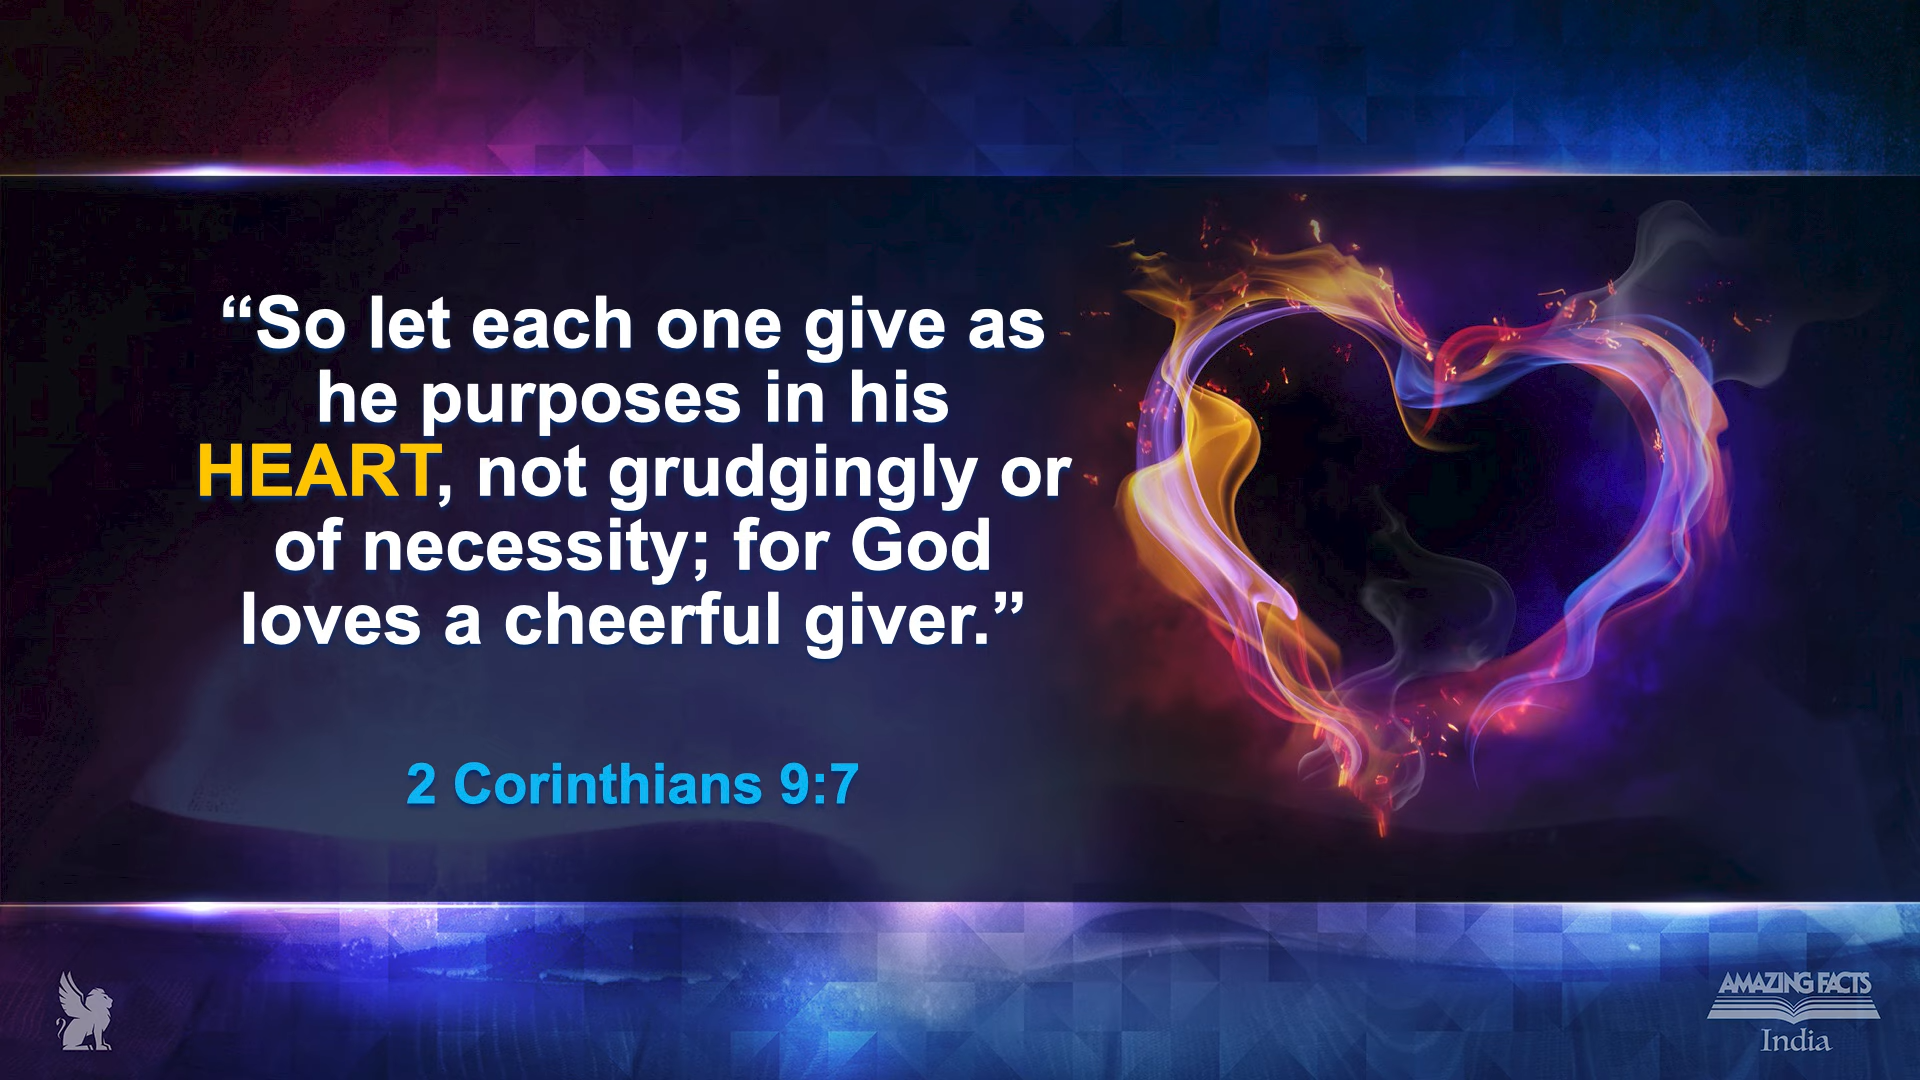 “So let each one give as
he purposes in his
HEART, not grudgingly or
of necessity; for God
loves a cheerful giver.”
2 Corinthians 9:7
AMAZING FACTS
India